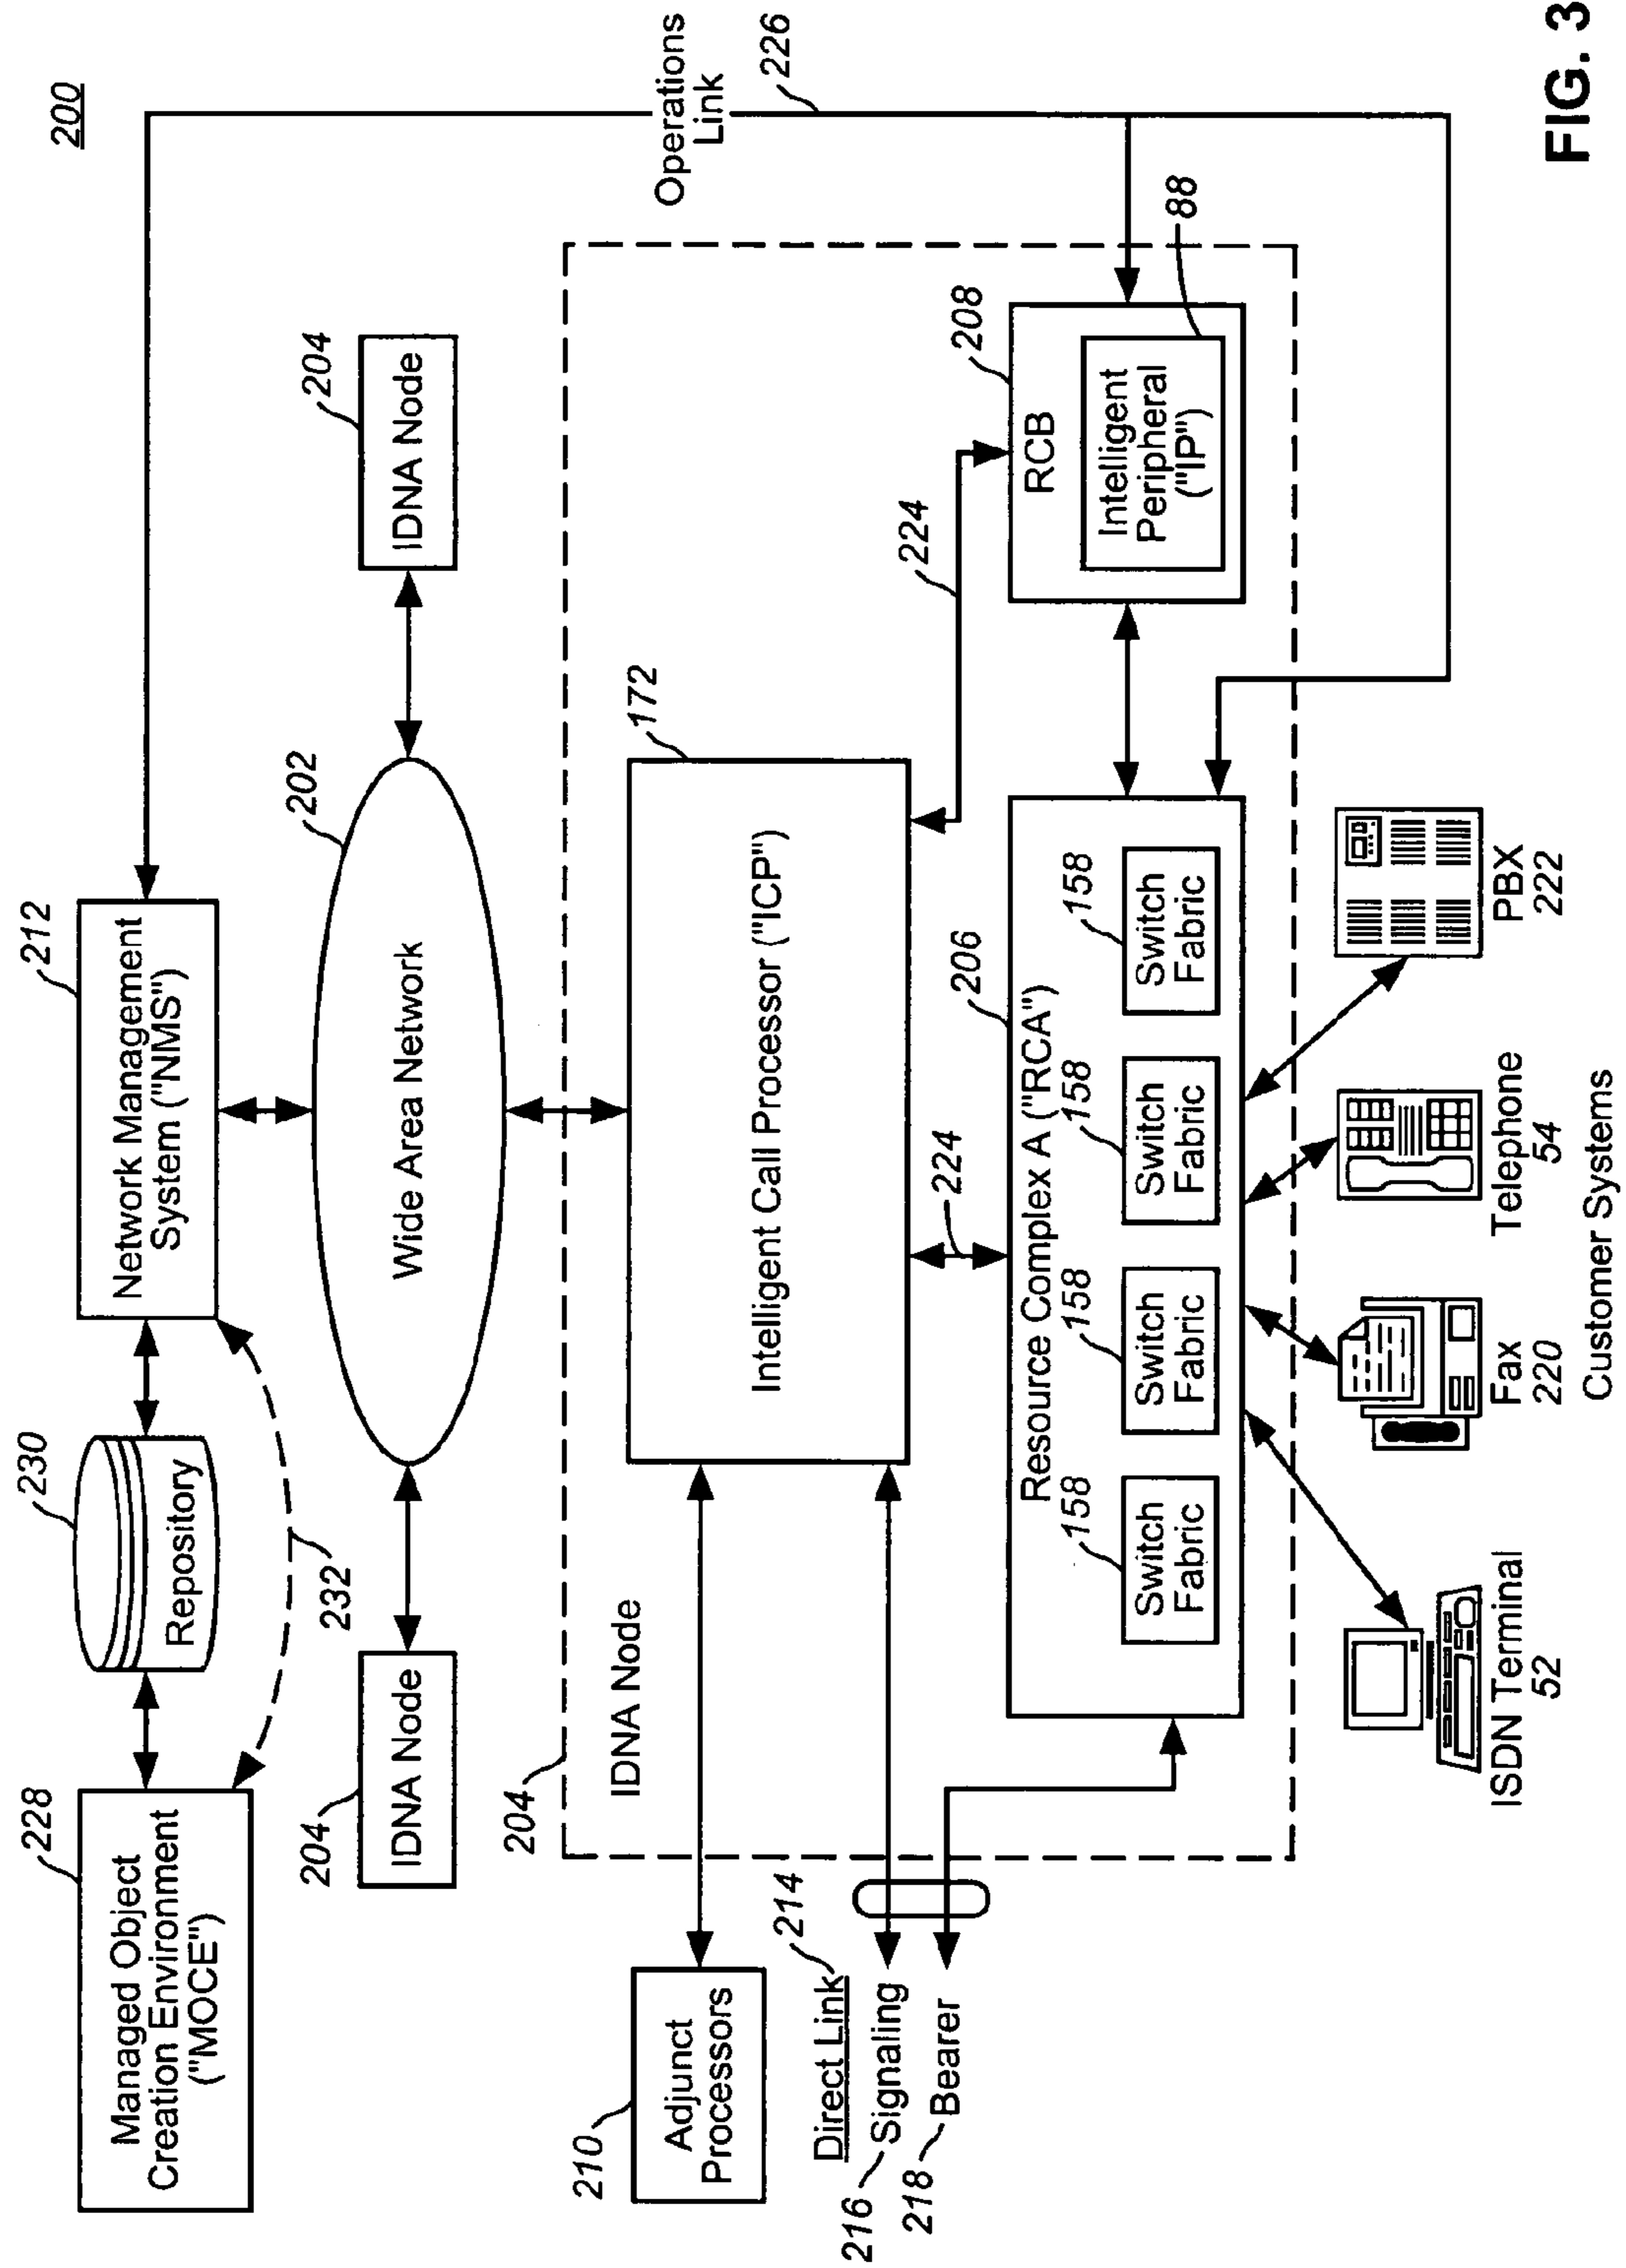 200
228
Managed Object
Creation Environment
("MOCE")
230
Repository
212
Network Management
System ("NMS")
232
204
IDNA Node
202
Wide Area Network
204
IDNA Node
Operations
Link
226
204
IDNA Node
210
Adjunct
Processors
172
Intelligent Call Processor ("ICP")
Direct Link
214
216
Signaling
218
Bearer
224
224
206
Resource Complex A ("RCA")
158
Switch
Fabric
158
Switch
Fabric
158
Switch
Fabric
158
Switch
Fabric
208
RCB
Intelligent
Peripheral
("IP")
88
ISDN Terminal
52
Fax
220
Telephone
54
PBX
222
Customer Systems
FIG. 3